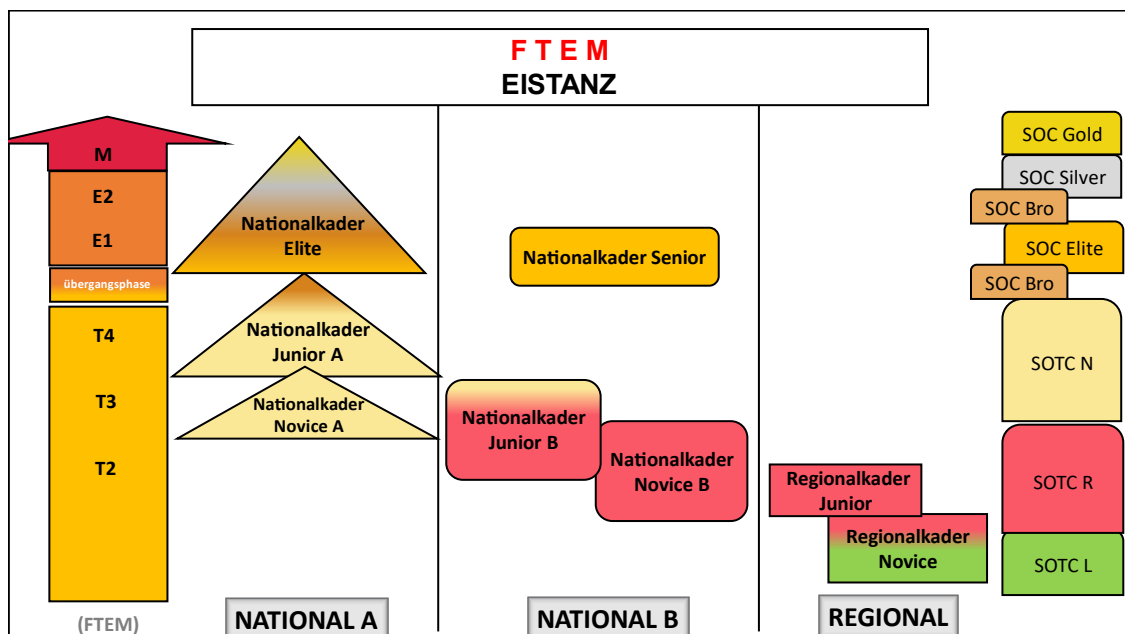 F T E M
EISTANZ
M
E2
E1
übergangsphase
T4
T3
T2
(FTEM)
Nationalkader
Elite
Nationalkader
Junior A
Nationalkader
Novice A
NATIONAL A
Nationalkader Senior
Nationalkader
Junior B
Nationalkader
Novice B
NATIONAL B
Regionalkader
Junior
Regionalkader
Novice
REGIONAL
SOC Gold
SOC Silver
SOC Bro
SOC Elite
SOC Bro
SOTC N
SOTC R
SOTC L